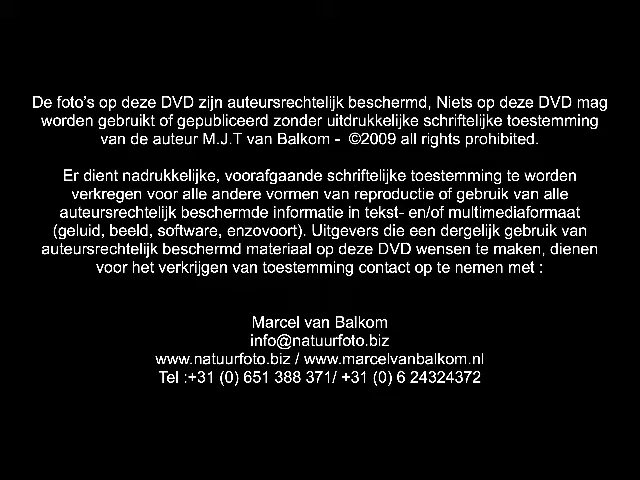 De foto's op deze DVD zijn auteursrechtelijk beschermd, Niets op deze DVD mag
worden gebruikt of gepubliceerd zonder uitdrukkelijke schriftelijke toestemming
van de auteur M.J.T van Balkom - ©2009 all rights prohibited.
Er dient nadrukkelijke, voorafgaande schriftelijke toestemming te worden
verkregen voor alle andere vormen van reproductie of gebruik van alle
auteursrechtelijk beschermde informatie in tekst- en/of multimediaformaat
(geluid, beeld, software, enzovoort). Uitgevers die een dergelijk gebruik van
auteursrechtelijk beschermd materiaal op deze DVD wensen te maken, dienen
voor het verkrijgen van toestemming contact op te nemen met :
Marcel van Balkom
info@natuurfoto.biz
www.natuurfoto.biz / www.marcelvanbalkom.nl
Tel :+31 (0) 651 388 371/ +31 (0) 6 24324372